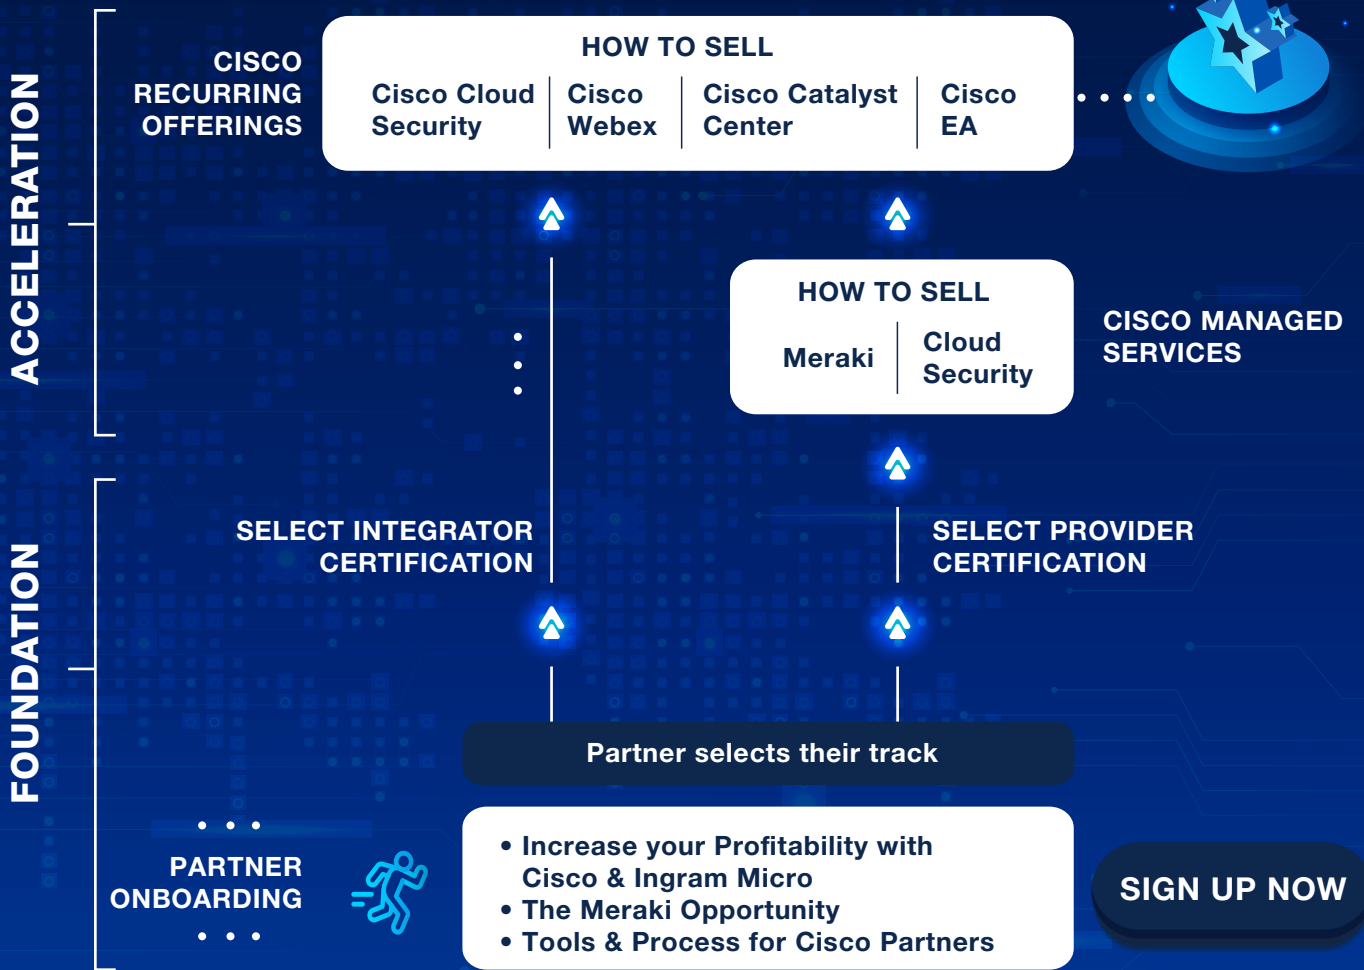 ACCELERATION
CISCO
RECURRING
OFFERINGS
HOW TO SELL
Cisco Cloud
Security
Cisco
Webex
Cisco Catalyst
Center
Cisco
EA
HOW TO SELL
Meraki
Cloud
Security
CISCO MANAGED
SERVICES
FOUNDATION
SELECT INTEGRATOR
CERTIFICATION
SELECT PROVIDER
CERTIFICATION
Partner selects their track
PARTNER
ONBOARDING
• Increase your Profitability with
Cisco & Ingram Micro
• The Meraki Opportunity
• Tools & Process for Cisco Partners
SIGN UP NOW